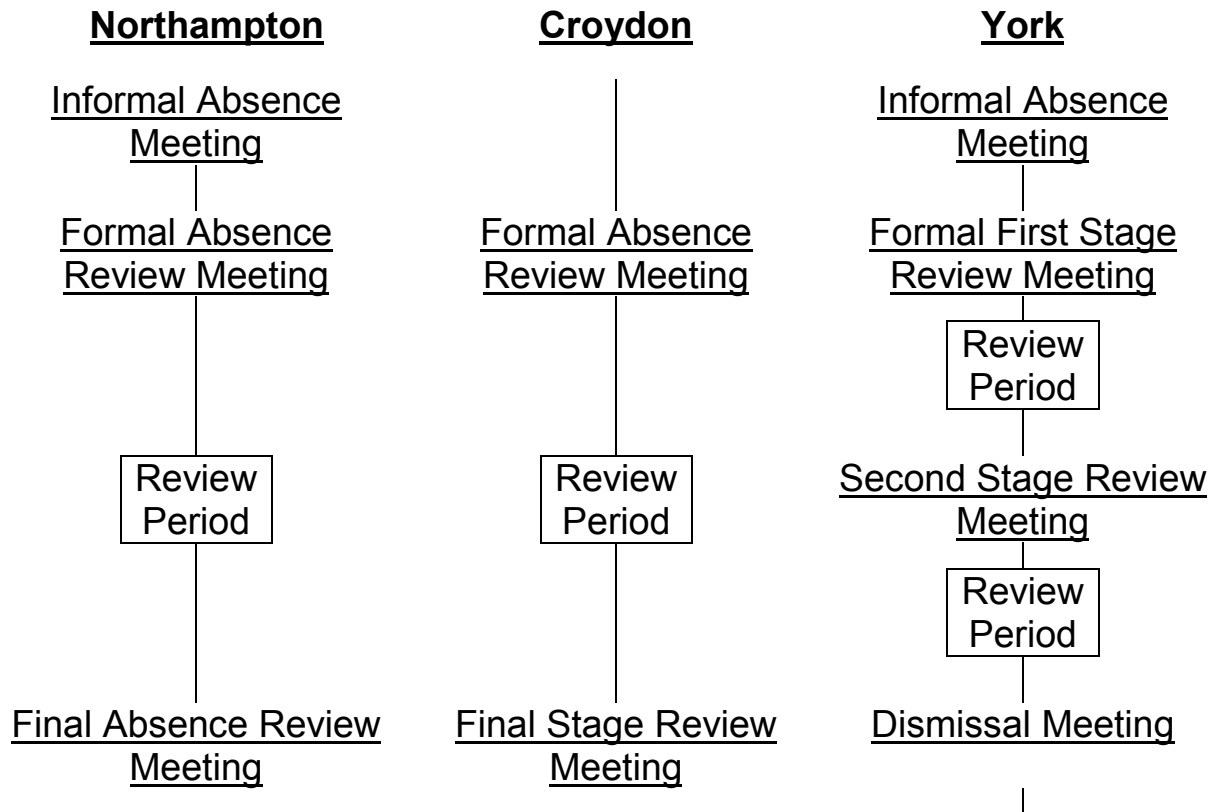 Northampton
Croydon
York
Informal Absence
Meeting
Informal Absence
Meeting
Formal Absence
Review Meeting
Formal Absence
Review Meeting
Formal First Stage
Review Meeting
Review
Period
Review
Period
Review
Period
Second Stage Review
Meeting
Review
Period
Final Absence Review
Meeting
Final Stage Review
Meeting
Dismissal Meeting